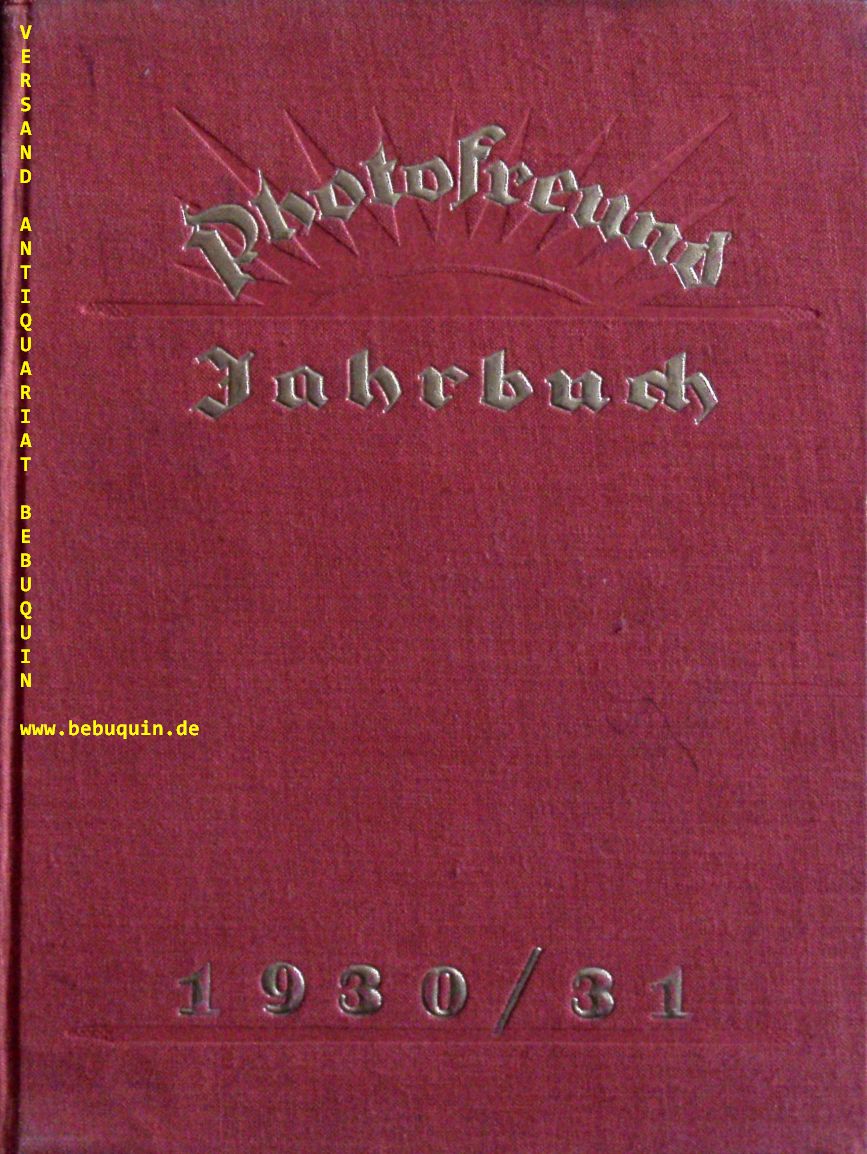 VERSAND ANTIQUARIAT BEBUQUIN
www.bebuquin.de
Photofreund
Jahrbuch
1930/31